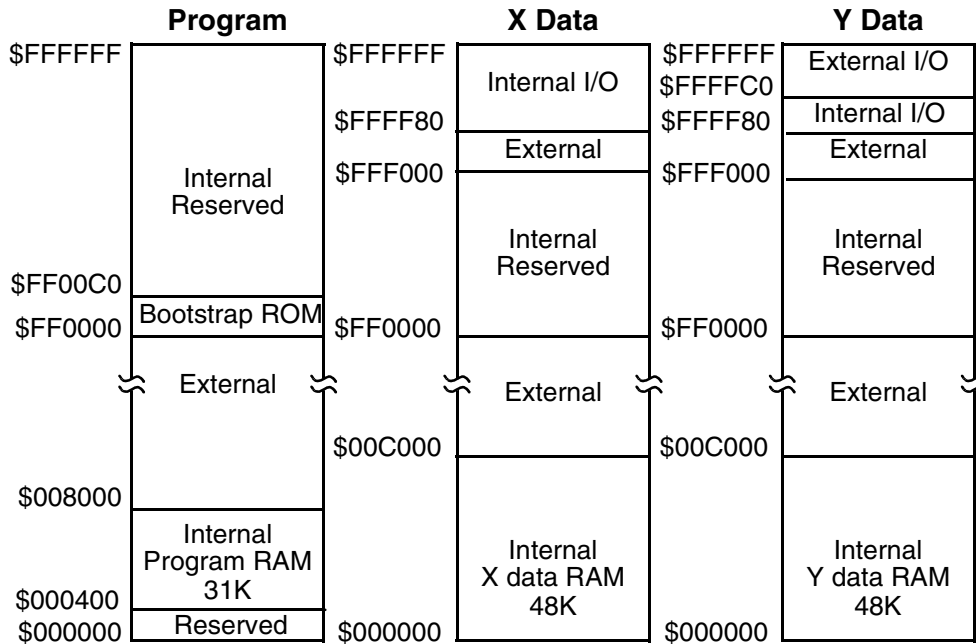 Program
$FFFFFF
Internal
Reserved
$FF00C0
Bootstrap ROM
$FF0000
External
$008000
Internal
Program RAM
31K
$000400
Reserved
$000000
X Data
$FFFFFF
Internal I/O
$FFFF80
External
$FFF000
Internal
Reserved
$FF0000
External
$00C000
Internal
X data RAM
48K
$000000
Y Data
$FFFFFF
External I/O
$FFFFC0
Internal I/O
$FFFF80
External
$FFF000
Internal
Reserved
$FF0000
External
$00C000
Internal
Y data RAM
48K
$000000